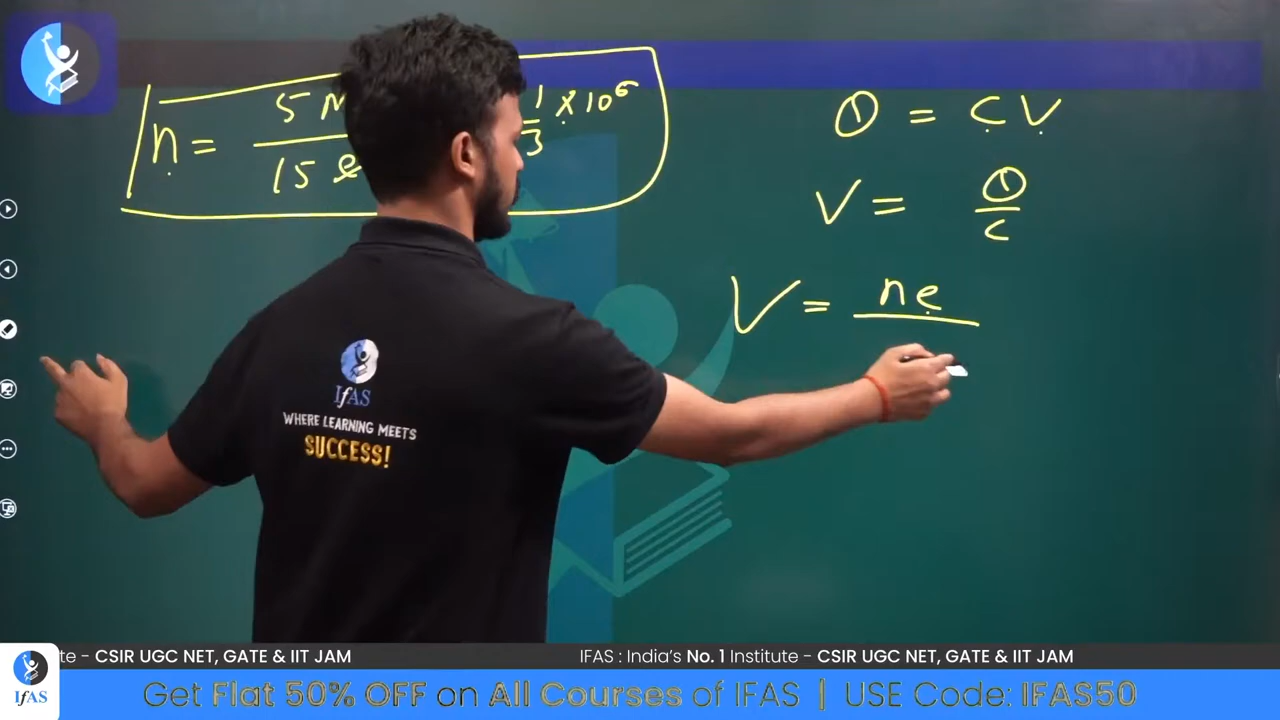 n = 5 M
15 e
1/3 × 10⁶
Q = CV
V = Q/C
V = ne
IfAS
WHERE LEARNING MEETS
SUCCESS!
te - CSIR UGC NET, GATE & IIT JAM
IFAS : India's No. 1 Institute - CSIR UGC NET, GATE & IIT JAM
IfAS
Get Flat 50% OFF on All Courses of IFAS | USE Code: IFAS50